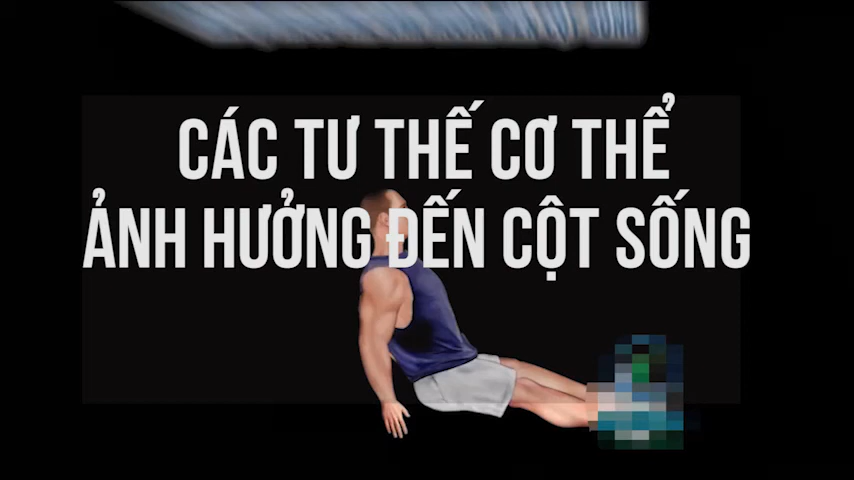 CÁC TƯ THẾ CƠ THỂ
ẢNH HƯỞNG ĐẾN CỘT SỐNG